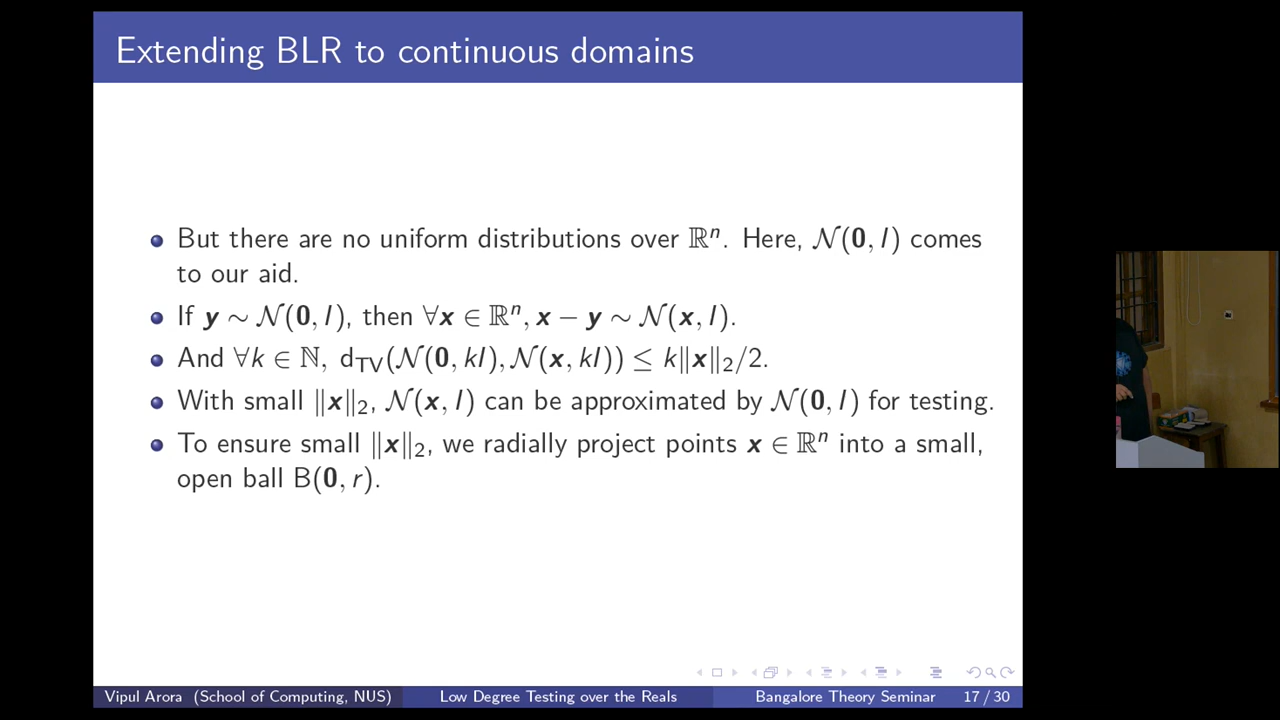 Extending BLR to continuous domains
But there are no uniform distributions over ℝⁿ. Here, 𝒩(𝟎, I) comes
to our aid.
If 𝒚 ∼ 𝒩(𝟎, I), then ∀𝒙 ∈ ℝⁿ, 𝒙 − 𝒚 ∼ 𝒩(𝒙, I).
And ∀k ∈ ℕ, d_TV(𝒩(𝟎, kI), 𝒩(𝒙, kI)) ≤ k‖𝒙‖₂/2.
With small ‖𝒙‖₂, 𝒩(𝒙, I) can be approximated by 𝒩(𝟎, I) for testing.
To ensure small ‖𝒙‖₂, we radially project points 𝒙 ∈ ℝⁿ into a small,
open ball B(𝟎, r).
Vipul Arora (School of Computing, NUS) Low Degree Testing over the Reals Bangalore Theory Seminar 17 / 30